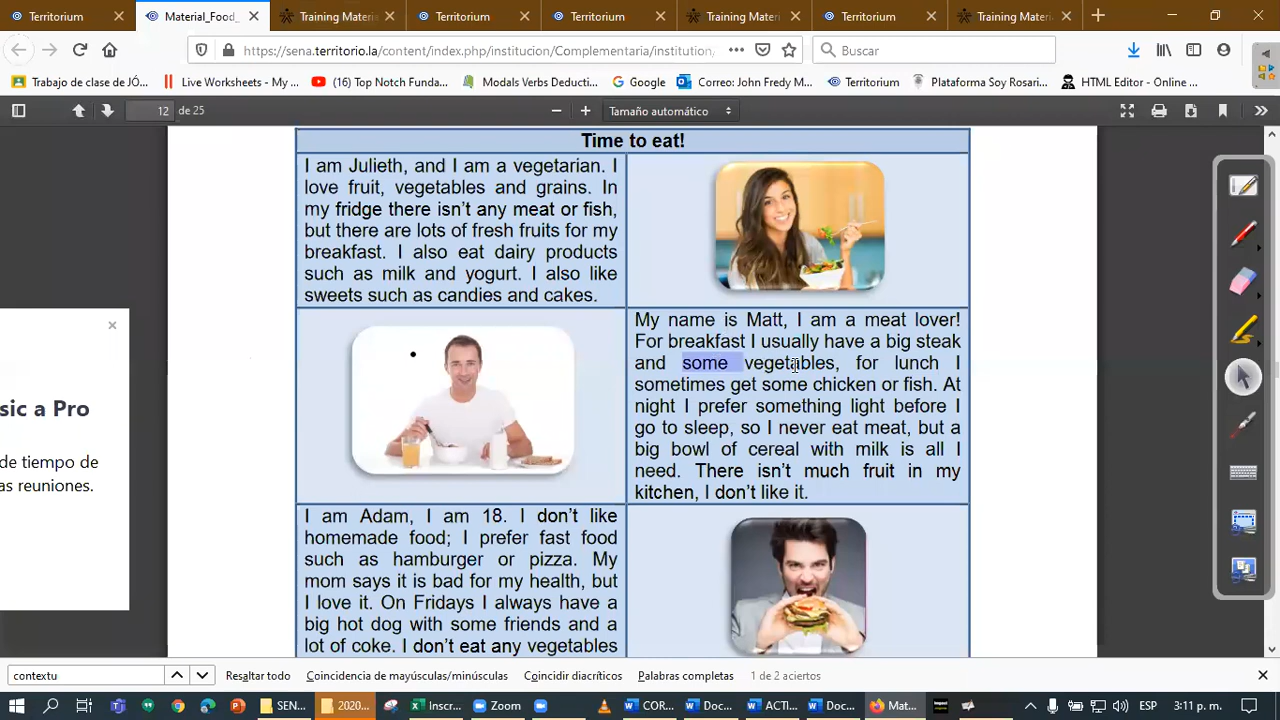 Territorium
Material_Food_
Training Materi
Territorium
Territorium
Training Materi
Territorium
Training Materi
https://sena.territorio.la/content/index.php/institucion/Complementaria/institution/
Buscar
Trabajo de clase de JÓ...
Live Worksheets - My ...
(16) Top Notch Funda...
Modals Verbs Deducti...
Google
Correo: John Fredy M...
Territorium
Plataforma Soy Rosari...
HTML Editor - Online ...
12 de 25
Tamaño automático
Time to eat!
I am Julieth, and I am a vegetarian. I
love fruit, vegetables and grains. In
my fridge there isn't any meat or fish,
but there are lots of fresh fruits for my
breakfast. I also eat dairy products
such as milk and yogurt. I also like
sweets such as candies and cakes.
My name is Matt, I am a meat lover!
For breakfast I usually have a big steak
and some vegetables, for lunch I
sometimes get some chicken or fish. At
night I prefer something light before I
go to sleep, so I never eat meat, but a
big bowl of cereal with milk is all I
need. There isn't much fruit in my
kitchen, I don't like it.
I am Adam, I am 18. I don't like
homemade food; I prefer fast food
such as hamburger or pizza. My
mom says it is bad for my health, but
I love it. On Fridays I always have a
big hot dog with some friends and a
lot of coke. I don't eat any vegetables
sic a Pro
de tiempo de
as reuniones.
contextu
Resaltar todo
Coincidencia de mayúsculas/minúsculas
Coincidir diacríticos
Palabras completas
1 de 2 aciertos
2020...
SEN...
Inscr...
Zoom
COR...
Doc...
ACTI...
Doc...
Mat...
ESP
3:11 p. m.